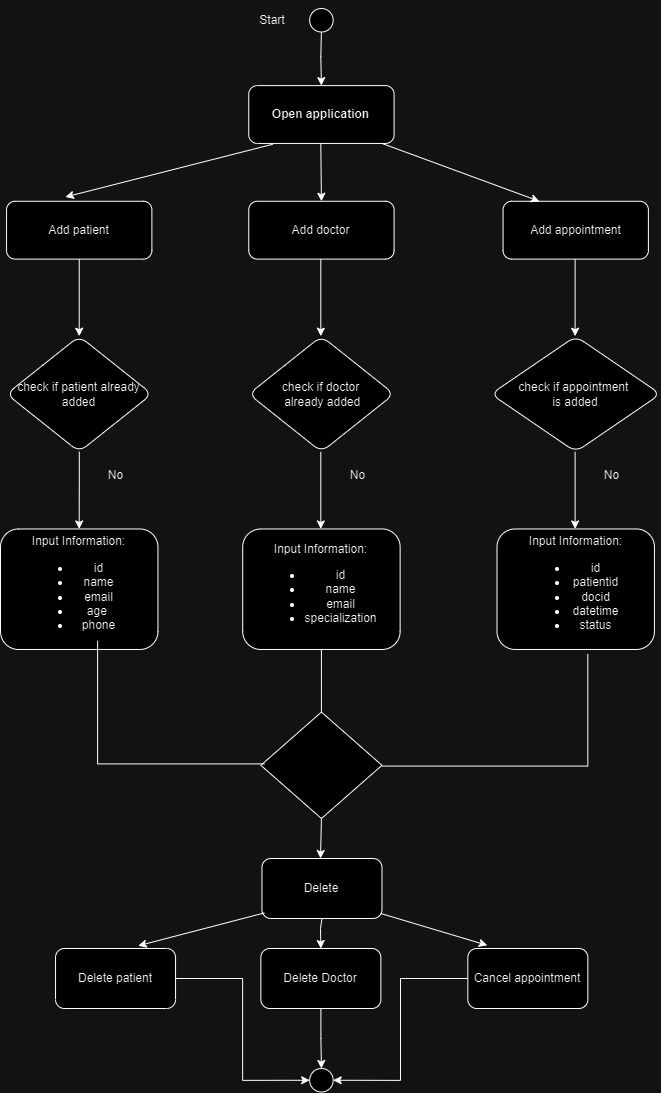 Start
Open application
Add patient
Add doctor
Add appointment
check if patient already
added
check if doctor
already added
check if appointment
is added
No
No
No
Input Information:
id
name
email
age
phone
Input Information:
id
name
email
specialization
Input Information:
id
patientid
docid
datetime
status
Delete
Delete patient
Delete Doctor
Cancel appointment